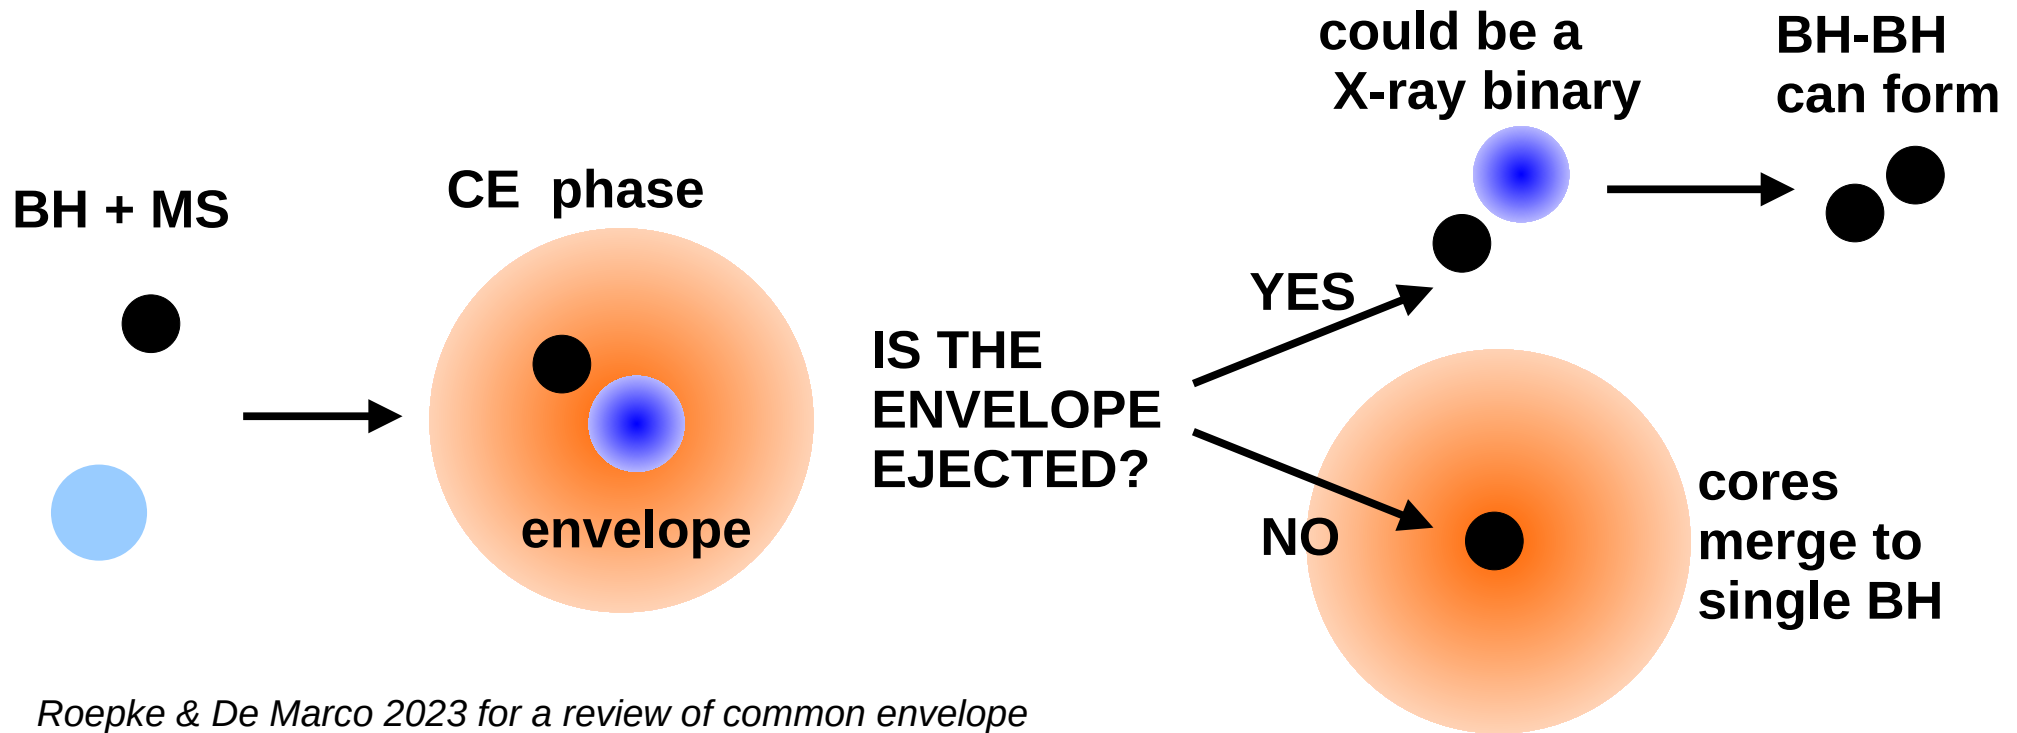 BH + MS
CE  phase
envelope
IS THE
ENVELOPE
EJECTED?
YES
NO
could be a
X-ray binary
BH-BH
can form
cores
merge to
single BH
Roepke & De Marco 2023 for a review of common envelope